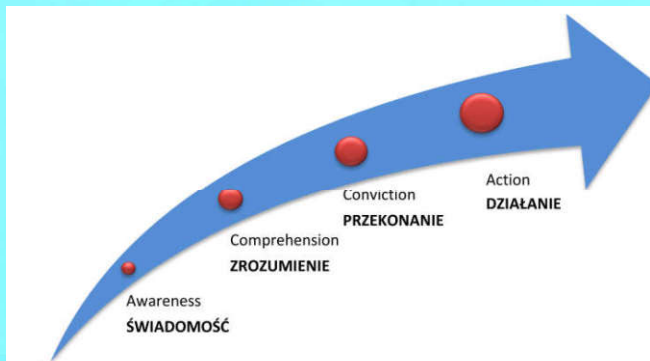 Awareness
ŚWIADOMOŚĆ
Comprehension
ZROZUMIENIE
Conviction
PRZEKONANIE
Action
DZIAŁANIE